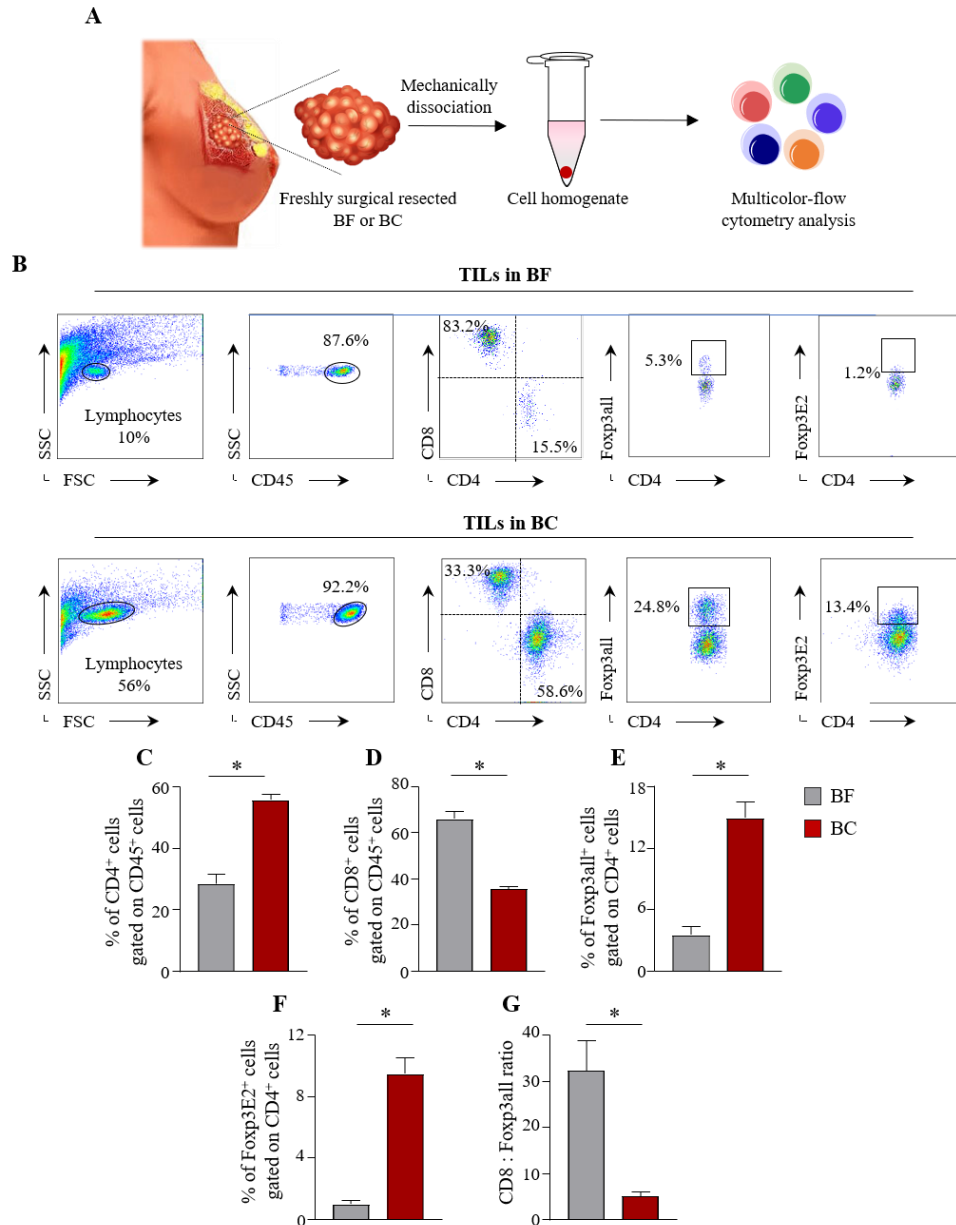 A
Mechanically
dissociation
Freshly surgical resected
BF or BC
Cell homogenate
Multicolor-flow
cytometry analysis
B
TILs in BF
SSC
Lymphocytes
10%
FSC
SSC
87.6%
CD45
CD8
83.2%
15.5%
CD4
Foxp3all
5.3%
CD4
Foxp3E2
1.2%
CD4
TILs in BC
SSC
Lymphocytes
56%
FSC
SSC
92.2%
CD45
CD8
33.3%
58.6%
CD4
Foxp3all
24.8%
CD4
Foxp3E2
13.4%
CD4
C
% of CD4⁺ cells
gated on CD45⁺ cells
60
40
20
0
*
D
% of CD8⁺ cells
gated on CD45⁺ cells
80
60
40
20
0
*
E
% of Foxp3all⁺ cells
gated on CD4⁺ cells
18
12
6
0
*
BF
BC
F
% of Foxp3E2⁺ cells
gated on CD4⁺ cells
12
8
4
0
*
G
CD8 : Foxp3all ratio
40
30
20
10
0
*